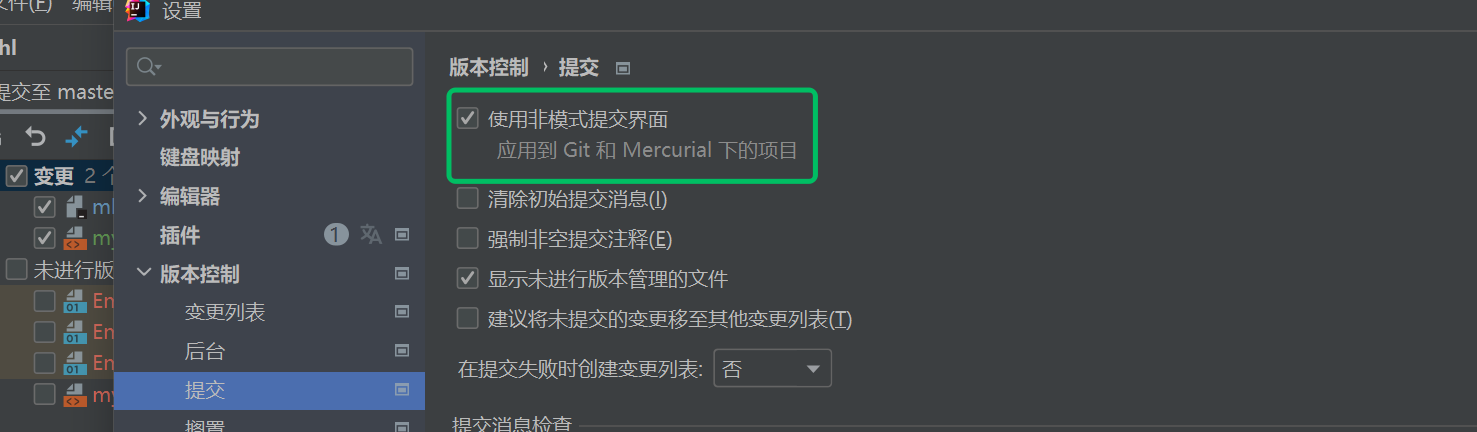 文件(F) 编辑
设置
hl
提交至 maste
变更 2 个
ml
my
未进行版
En
En
En
my
外观与行为
键盘映射
编辑器
插件 1
版本控制
变更列表
后台
提交
搁置
版本控制 › 提交
使用非模式提交界面
应用到 Git 和 Mercurial 下的项目
清除初始提交消息(I)
强制非空提交注释(E)
显示未进行版本管理的文件
建议将未提交的变更移至其他变更列表(T)
在提交失败时创建变更列表: 否
提交消息检查